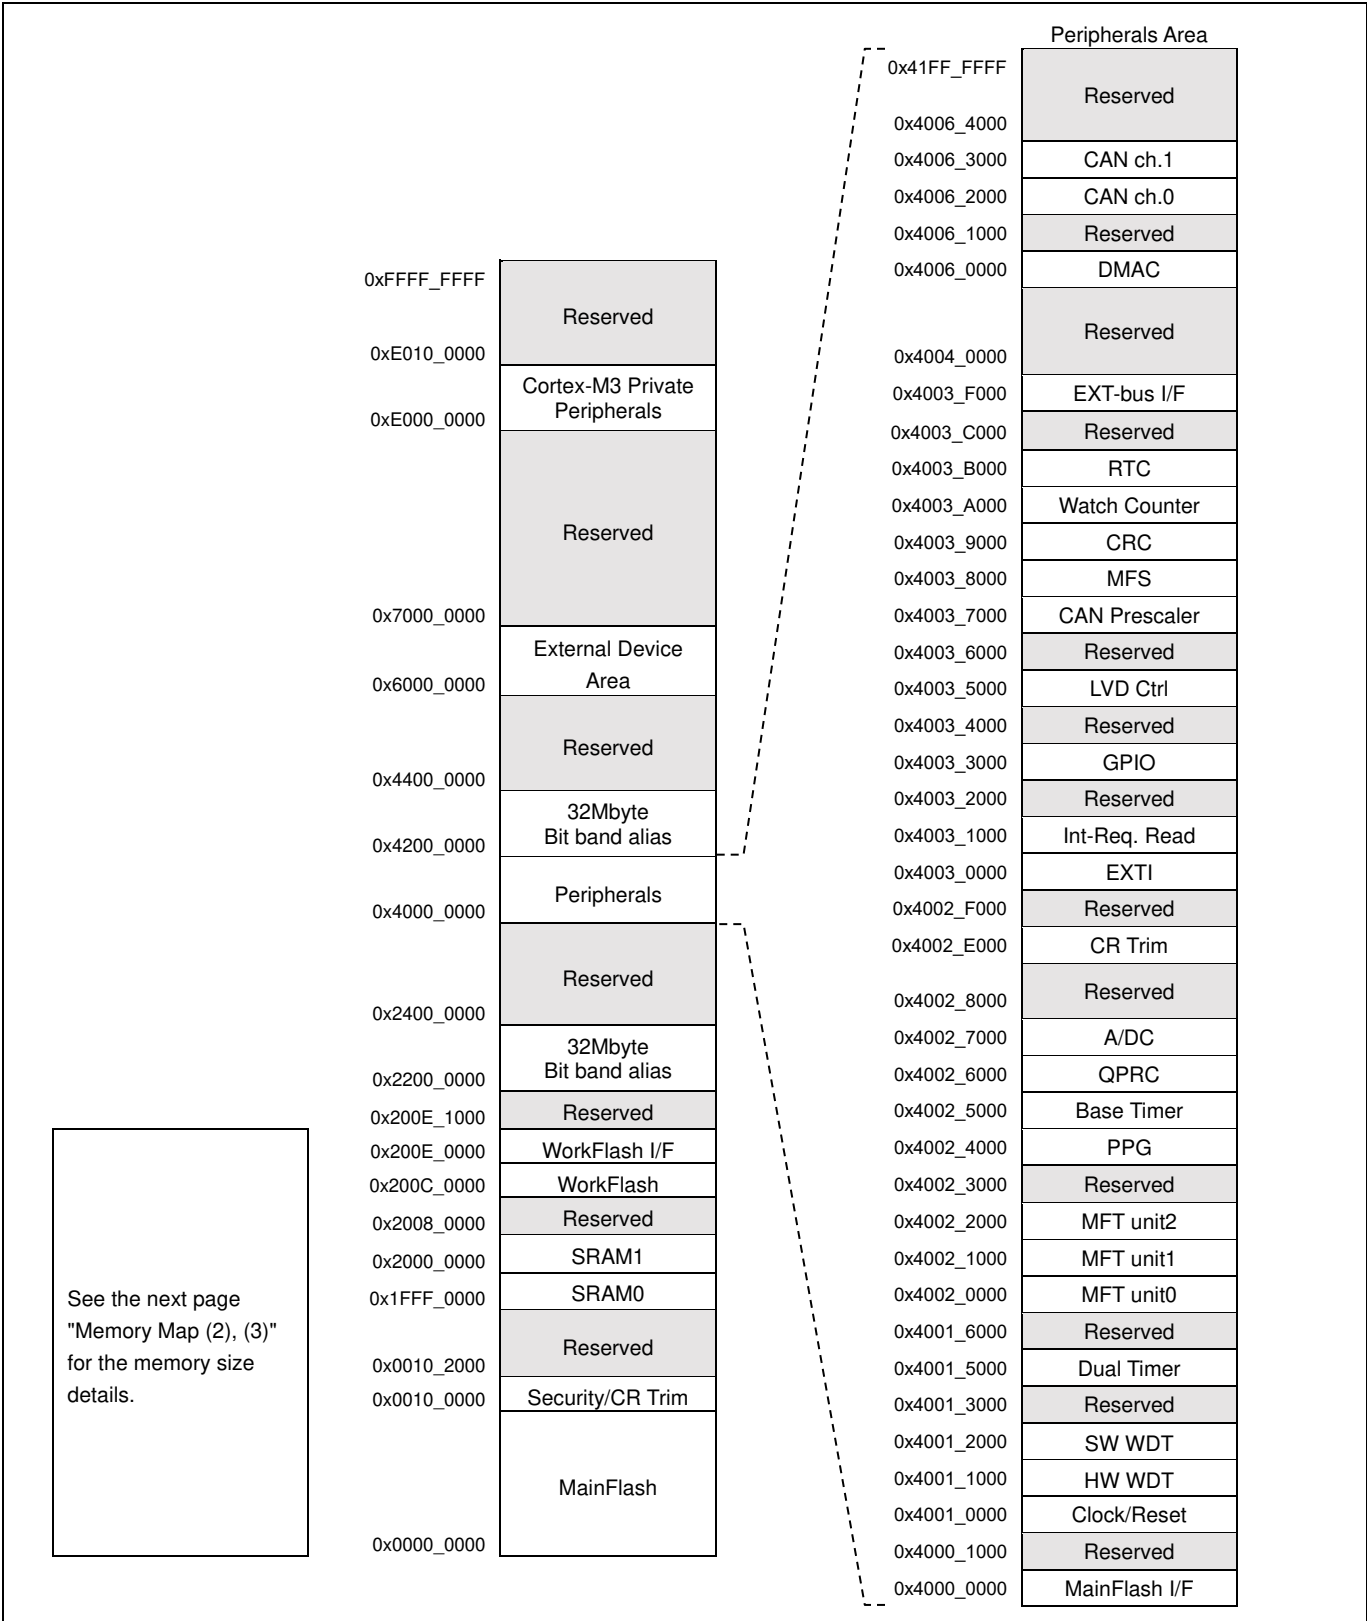 Peripherals Area
0x41FF_FFFF
Reserved
0x4006_4000
0x4006_3000 CAN ch.1
0x4006_2000 CAN ch.0
0x4006_1000 Reserved
0x4006_0000 DMAC
Reserved
0x4004_0000
0x4003_F000 EXT-bus I/F
0x4003_C000 Reserved
0x4003_B000 RTC
0x4003_A000 Watch Counter
0x4003_9000 CRC
0x4003_8000 MFS
0x4003_7000 CAN Prescaler
0x4003_6000 Reserved
0x4003_5000 LVD Ctrl
0x4003_4000 Reserved
0x4003_3000 GPIO
0x4003_2000 Reserved
0x4003_1000 Int-Req. Read
0x4003_0000 EXTI
0x4002_F000 Reserved
0x4002_E000 CR Trim
Reserved
0x4002_8000
0x4002_7000 A/DC
0x4002_6000 QPRC
0x4002_5000 Base Timer
0x4002_4000 PPG
0x4002_3000 Reserved
0x4002_2000 MFT unit2
0x4002_1000 MFT unit1
0x4002_0000 MFT unit0
0x4001_6000 Reserved
0x4001_5000 Dual Timer
0x4001_3000 Reserved
0x4001_2000 SW WDT
0x4001_1000 HW WDT
0x4001_0000 Clock/Reset
0x4000_1000 Reserved
0x4000_0000 MainFlash I/F
0xFFFF_FFFF
Reserved
0xE010_0000
Cortex-M3 Private
Peripherals
0xE000_0000
Reserved
0x7000_0000
External Device
Area
0x6000_0000
Reserved
0x4400_0000
32Mbyte
Bit band alias
0x4200_0000
Peripherals
0x4000_0000
Reserved
0x2400_0000
32Mbyte
Bit band alias
0x2200_0000
0x200E_1000 Reserved
0x200E_0000 WorkFlash I/F
0x200C_0000 WorkFlash
0x2008_0000 Reserved
0x2000_0000 SRAM1
0x1FFF_0000 SRAM0
Reserved
0x0010_2000
0x0010_0000 Security/CR Trim
MainFlash
0x0000_0000
See the next page
"Memory Map (2), (3)"
for the memory size
details.